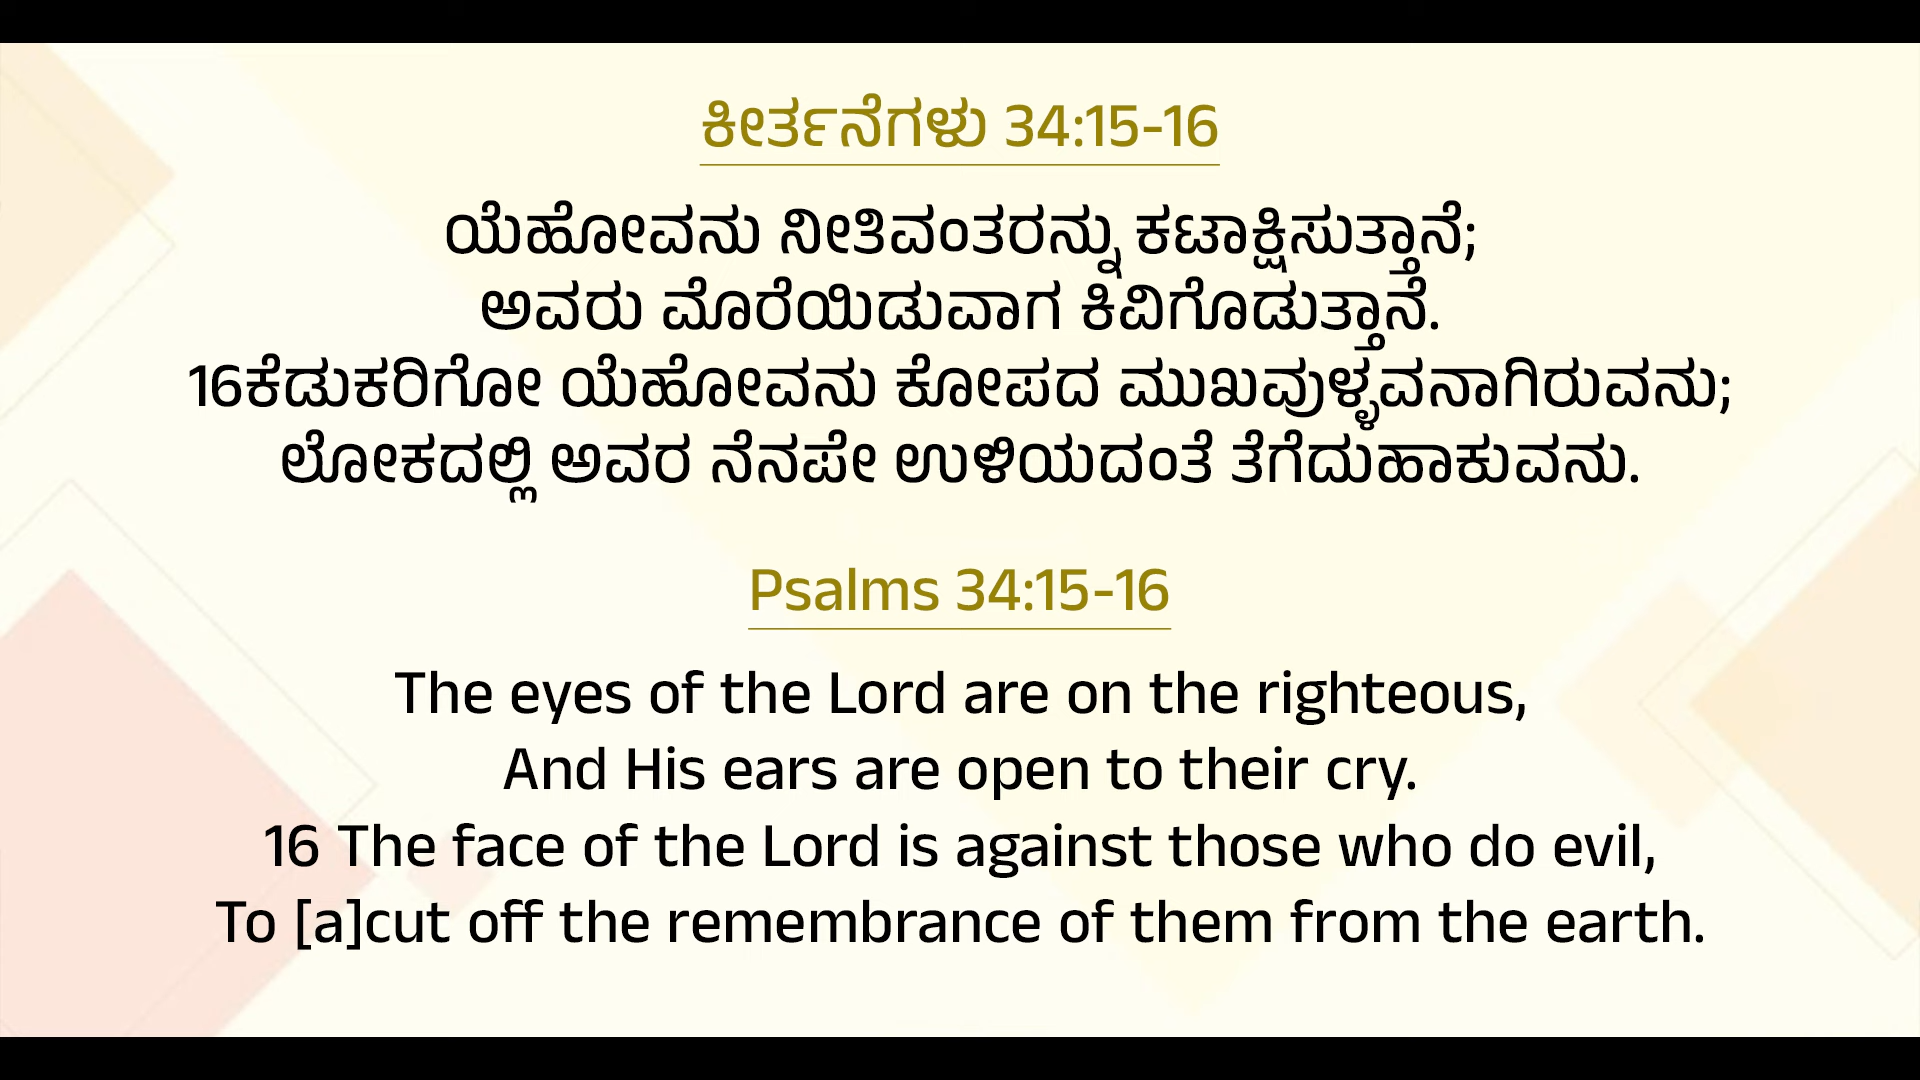 ಕೀರ್ತನೆಗಳು 34:15-16
ಯೆಹೋವನು ನೀತಿವಂತರನ್ನು ಕಟಾಕ್ಷಿಸುತ್ತಾನೆ;
ಅವರು ಮೊರೆಯಿಡುವಾಗ ಕಿವಿಗೊಡುತ್ತಾನೆ.
16ಕೆಡುಕರಿಗೋ ಯೆಹೋವನು ಕೋಪದ ಮುಖವುಳ್ಳವನಾಗಿರುವನು;
ಲೋಕದಲ್ಲಿ ಅವರ ನೆನಪೇ ಉಳಿಯದಂತೆ ತೆಗೆದುಹಾಕುವನು.
Psalms 34:15-16
The eyes of the Lord are on the righteous,
And His ears are open to their cry.
16 The face of the Lord is against those who do evil,
To [a]cut off the remembrance of them from the earth.